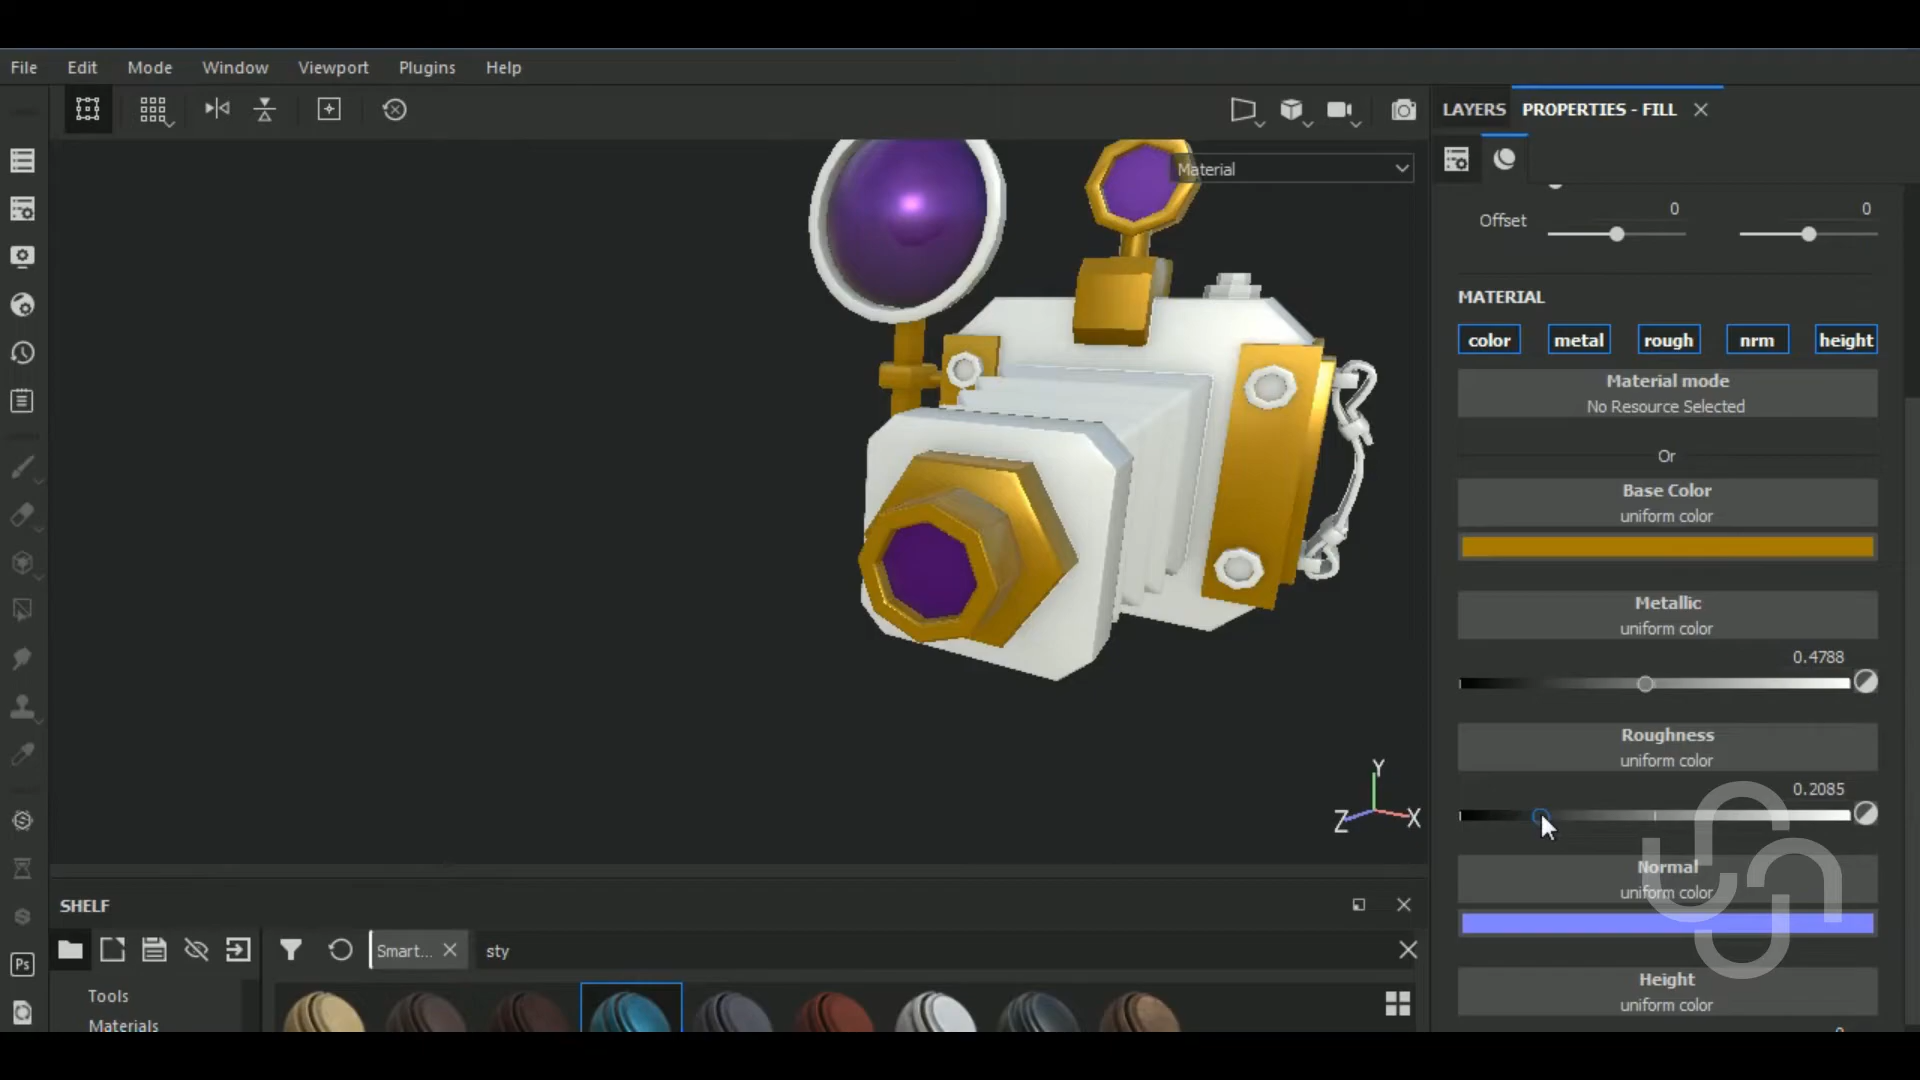 File Edit Mode Window Viewport Plugins Help
LAYERS PROPERTIES - FILL
Material
0 0
Offset
MATERIAL
color metal rough nrm height
Material mode
No Resource Selected
Or
Base Color
uniform color
Metallic
uniform color
0.4788
Roughness
uniform color
0.2085
Y
Z X
Normal
uniform color
Height
uniform color
SHELF
Smart... sty
Ps
Tools
Materials